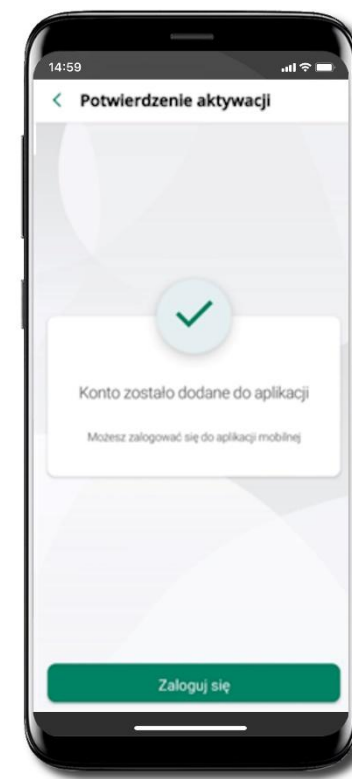 14:59
Potwierdzenie aktywacji
Konto zostało dodane do aplikacji
Możesz zalogować się do aplikacji mobilnej
Zaloguj się